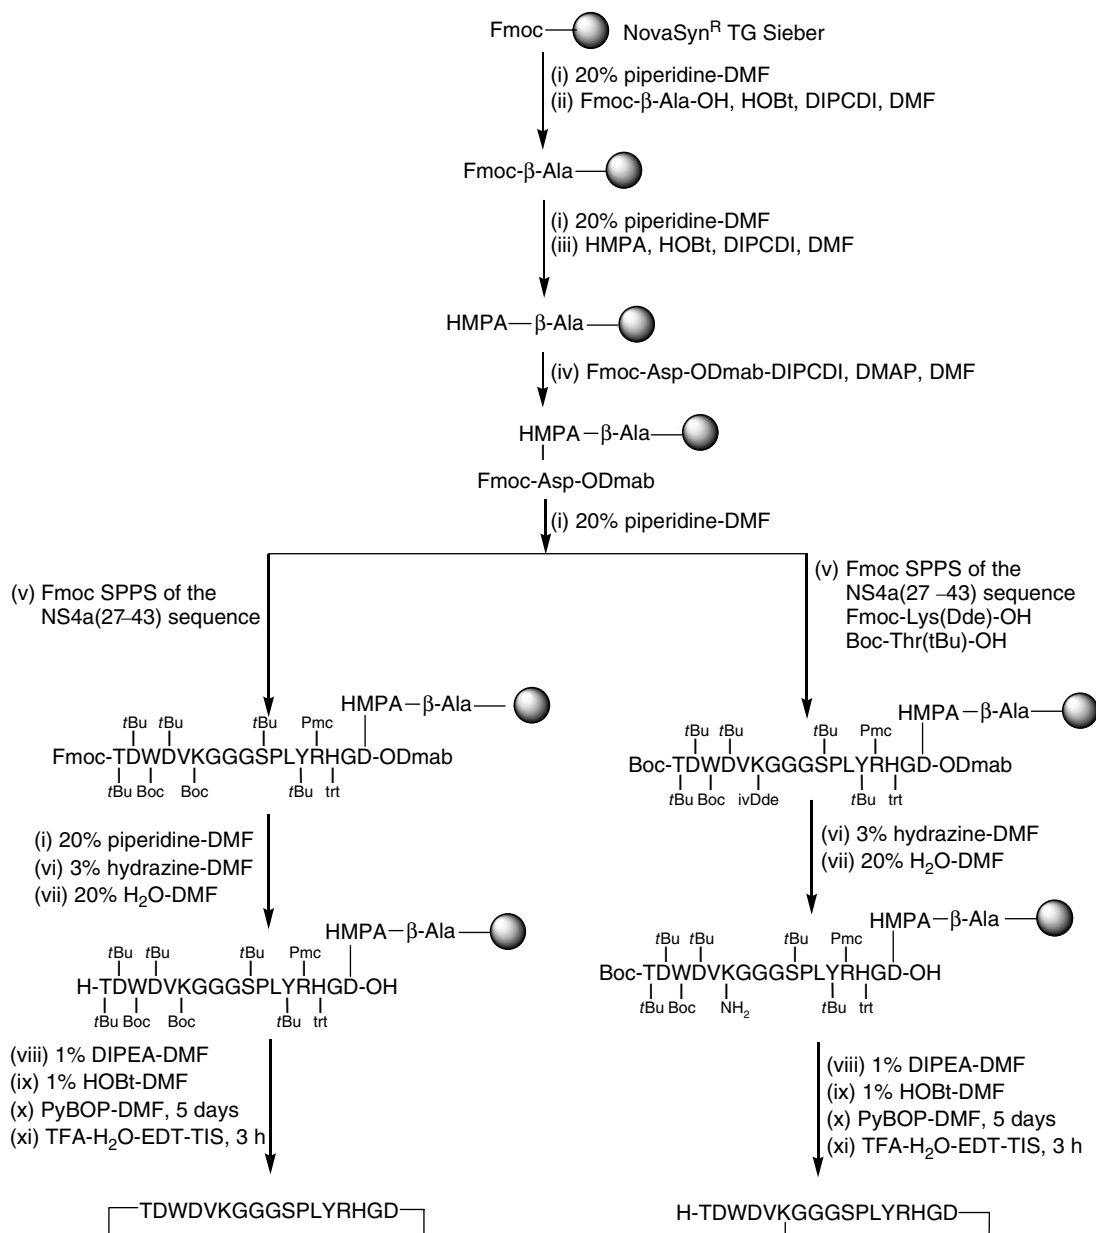 Fmoc NovaSynR TG Sieber
(i) 20% piperidine-DMF
(ii) Fmoc-β-Ala-OH, HOBt, DIPCDI, DMF
Fmoc-β-Ala
(i) 20% piperidine-DMF
(iii) HMPA, HOBt, DIPCDI, DMF
HMPA β-Ala
(iv) Fmoc-Asp-ODmab-DIPCDI, DMAP, DMF
HMPA β-Ala
Fmoc-Asp-ODmab
(i) 20% piperidine-DMF
(v) Fmoc SPPS of the
NS4a(27–43) sequence
HMPA β-Ala
tBu tBu tBu Pmc
Fmoc-TDWDVKGGGSPLYRHGD-ODmab
tBu Boc Boc tBu trt
(i) 20% piperidine-DMF
(vi) 3% hydrazine-DMF
(vii) 20% H2O-DMF
HMPA β-Ala
tBu tBu tBu Pmc
H-TDWDVKGGGSPLYRHGD-OH
tBu Boc Boc tBu trt
(viii) 1% DIPEA-DMF
(ix) 1% HOBt-DMF
(x) PyBOP-DMF, 5 days
(xi) TFA-H2O-EDT-TIS, 3 h
TDWDVKGGGSPLYRHGD
(v) Fmoc SPPS of the
NS4a(27 –43) sequence
Fmoc-Lys(Dde)-OH
Boc-Thr(tBu)-OH
HMPA β-Ala
tBu tBu tBu Pmc
Boc-TDWDVKGGGSPLYRHGD-ODmab
tBu Boc ivDde tBu trt
(vi) 3% hydrazine-DMF
(vii) 20% H2O-DMF
HMPA β-Ala
tBu tBu tBu Pmc
Boc-TDWDVKGGGSPLYRHGD-OH
tBu Boc NH2 tBu trt
(viii) 1% DIPEA-DMF
(ix) 1% HOBt-DMF
(x) PyBOP-DMF, 5 days
(xi) TFA-H2O-EDT-TIS, 3 h
H-TDWDVKGGGSPLYRHGD